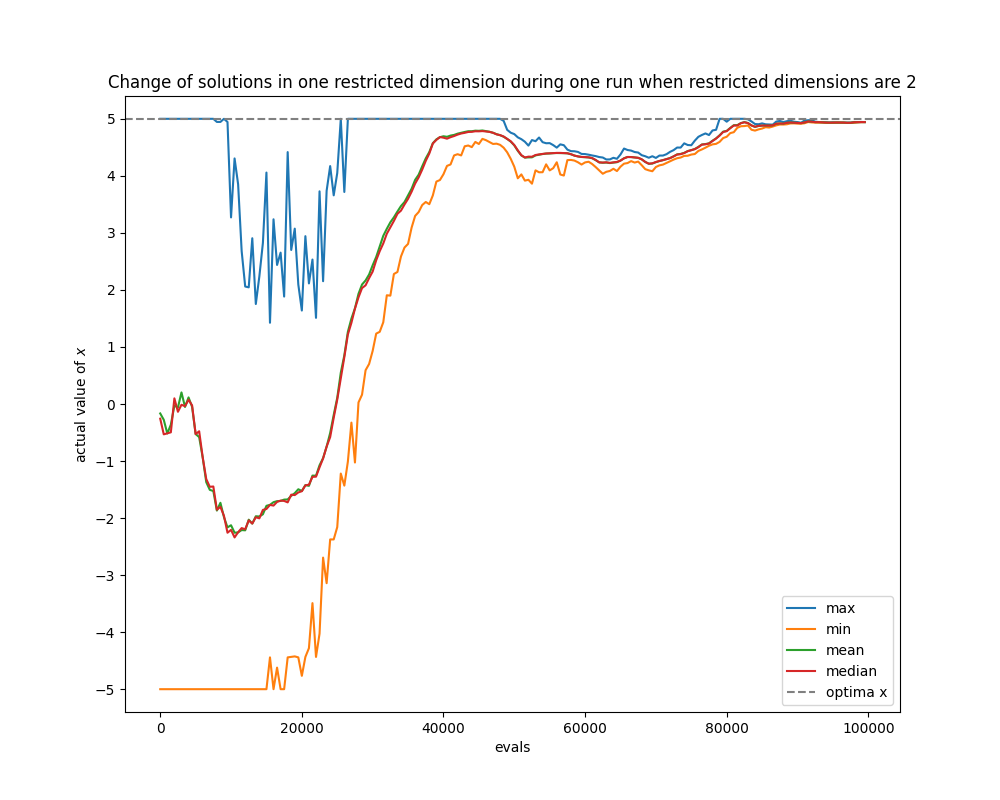 Change of solutions in one restricted dimension during one run when restricted dimensions are 2
5
4
3
2
1
0
−1
−2
−3
−4
−5
actual value of x
0 20000 40000 60000 80000 100000
evals
max
min
mean
median
optima x